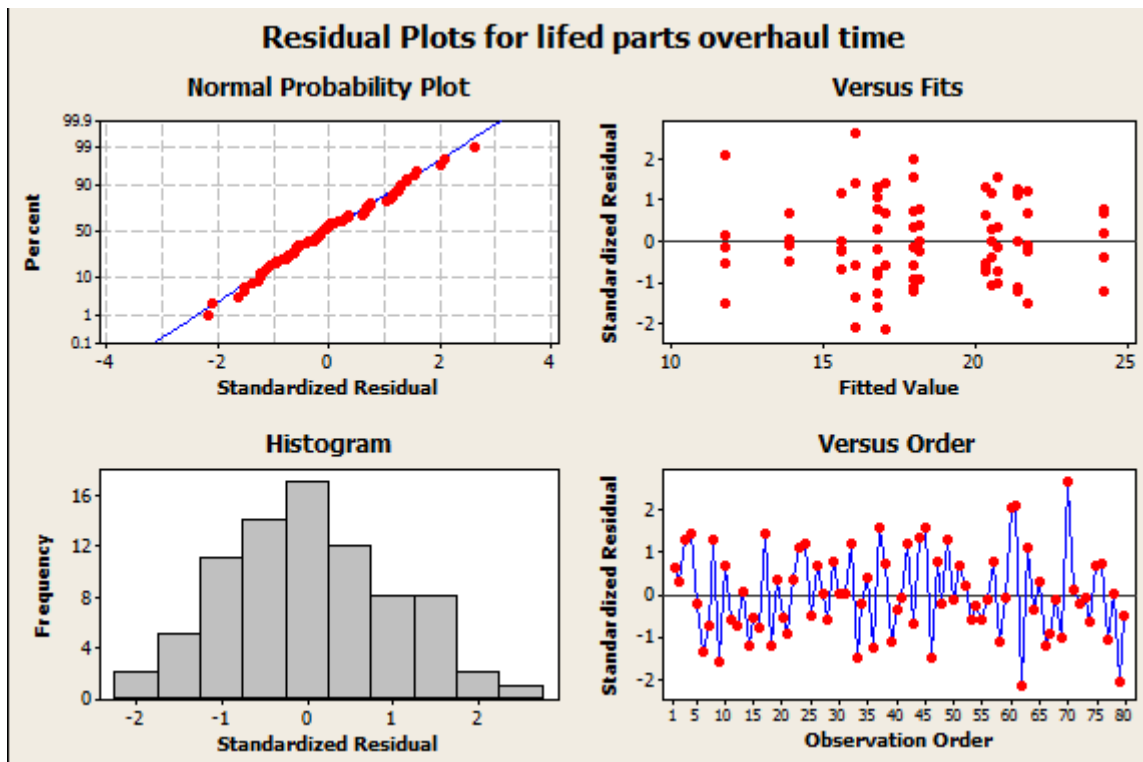 Residual Plots for lifed parts overhaul time
Normal Probability Plot
99.9
99
90
50
10
1
0.1
Percent
-4 -2 0 2 4
Standardized Residual
Versus Fits
2
1
0
-1
-2
Standardized Residual
10 15 20 25
Fitted Value
Histogram
16
12
8
4
0
Frequency
-2 -1 0 1 2
Standardized Residual
Versus Order
2
1
0
-1
-2
Standardized Residual
1 5 10 15 20 25 30 35 40 45 50 55 60 65 70 75 80
Observation Order